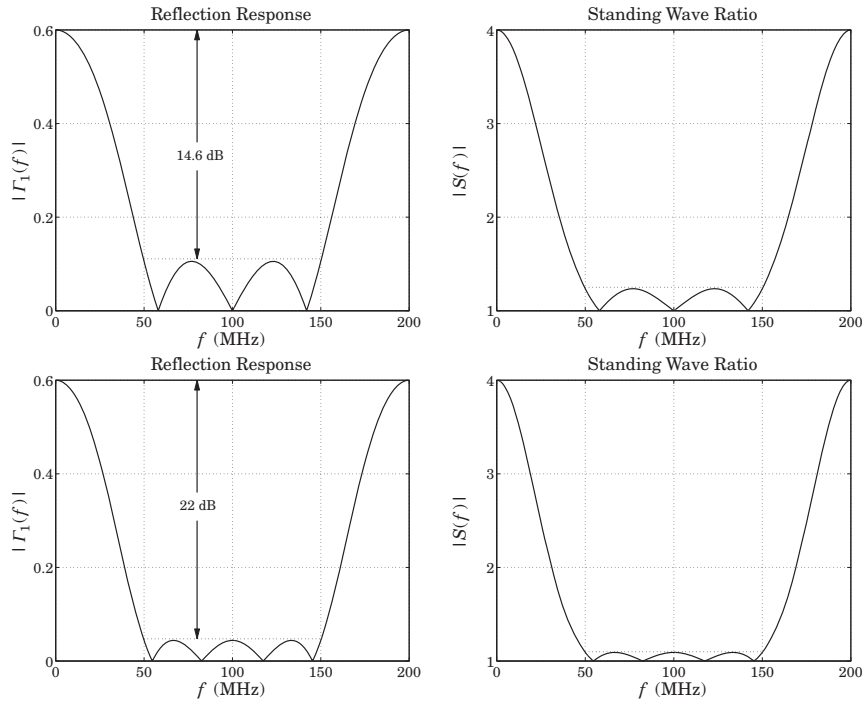 Reflection Response
Standing Wave Ratio
0.6
0.4
0.2
0
14.6 dB
| Γ₁(f) |
0 50 100 150 200
f (MHz)
4
3
2
1
| S(f) |
0 50 100 150 200
f (MHz)
Reflection Response
Standing Wave Ratio
0.6
0.4
0.2
0
22 dB
| Γ₁(f) |
0 50 100 150 200
f (MHz)
4
3
2
1
| S(f) |
0 50 100 150 200
f (MHz)